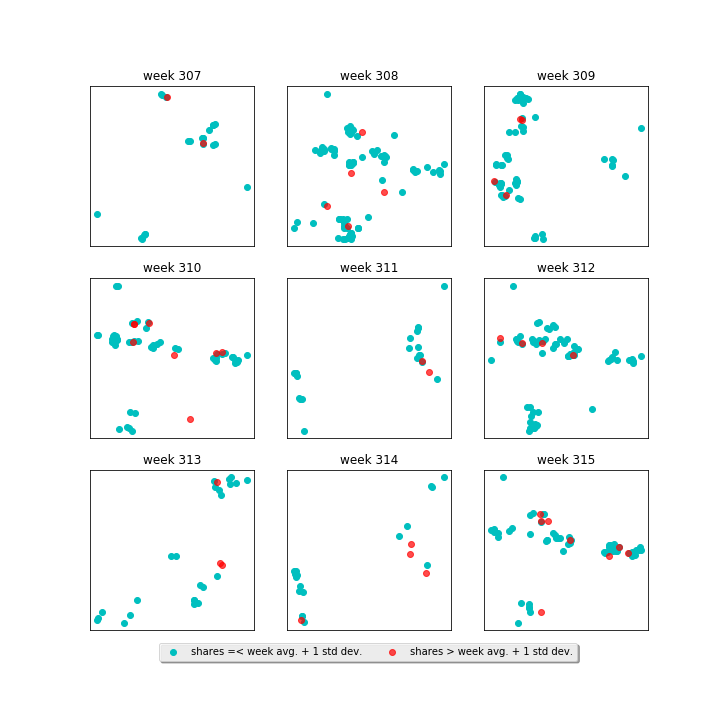 week 307
week 308
week 309
week 310
week 311
week 312
week 313
week 314
week 315
shares =< week avg. + 1 std dev.
shares > week avg. + 1 std dev.